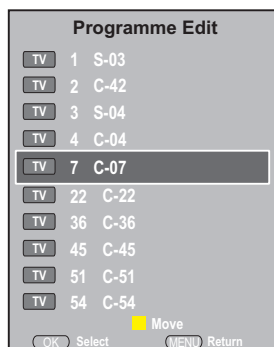 Programme Edit
TV 1 S-03
TV 2 C-42
TV 3 S-04
TV 4 C-04
TV 7 C-07
TV 22 C-22
TV 36 C-36
TV 45 C-45
TV 51 C-51
TV 54 C-54
Move
OK Select MENU Return